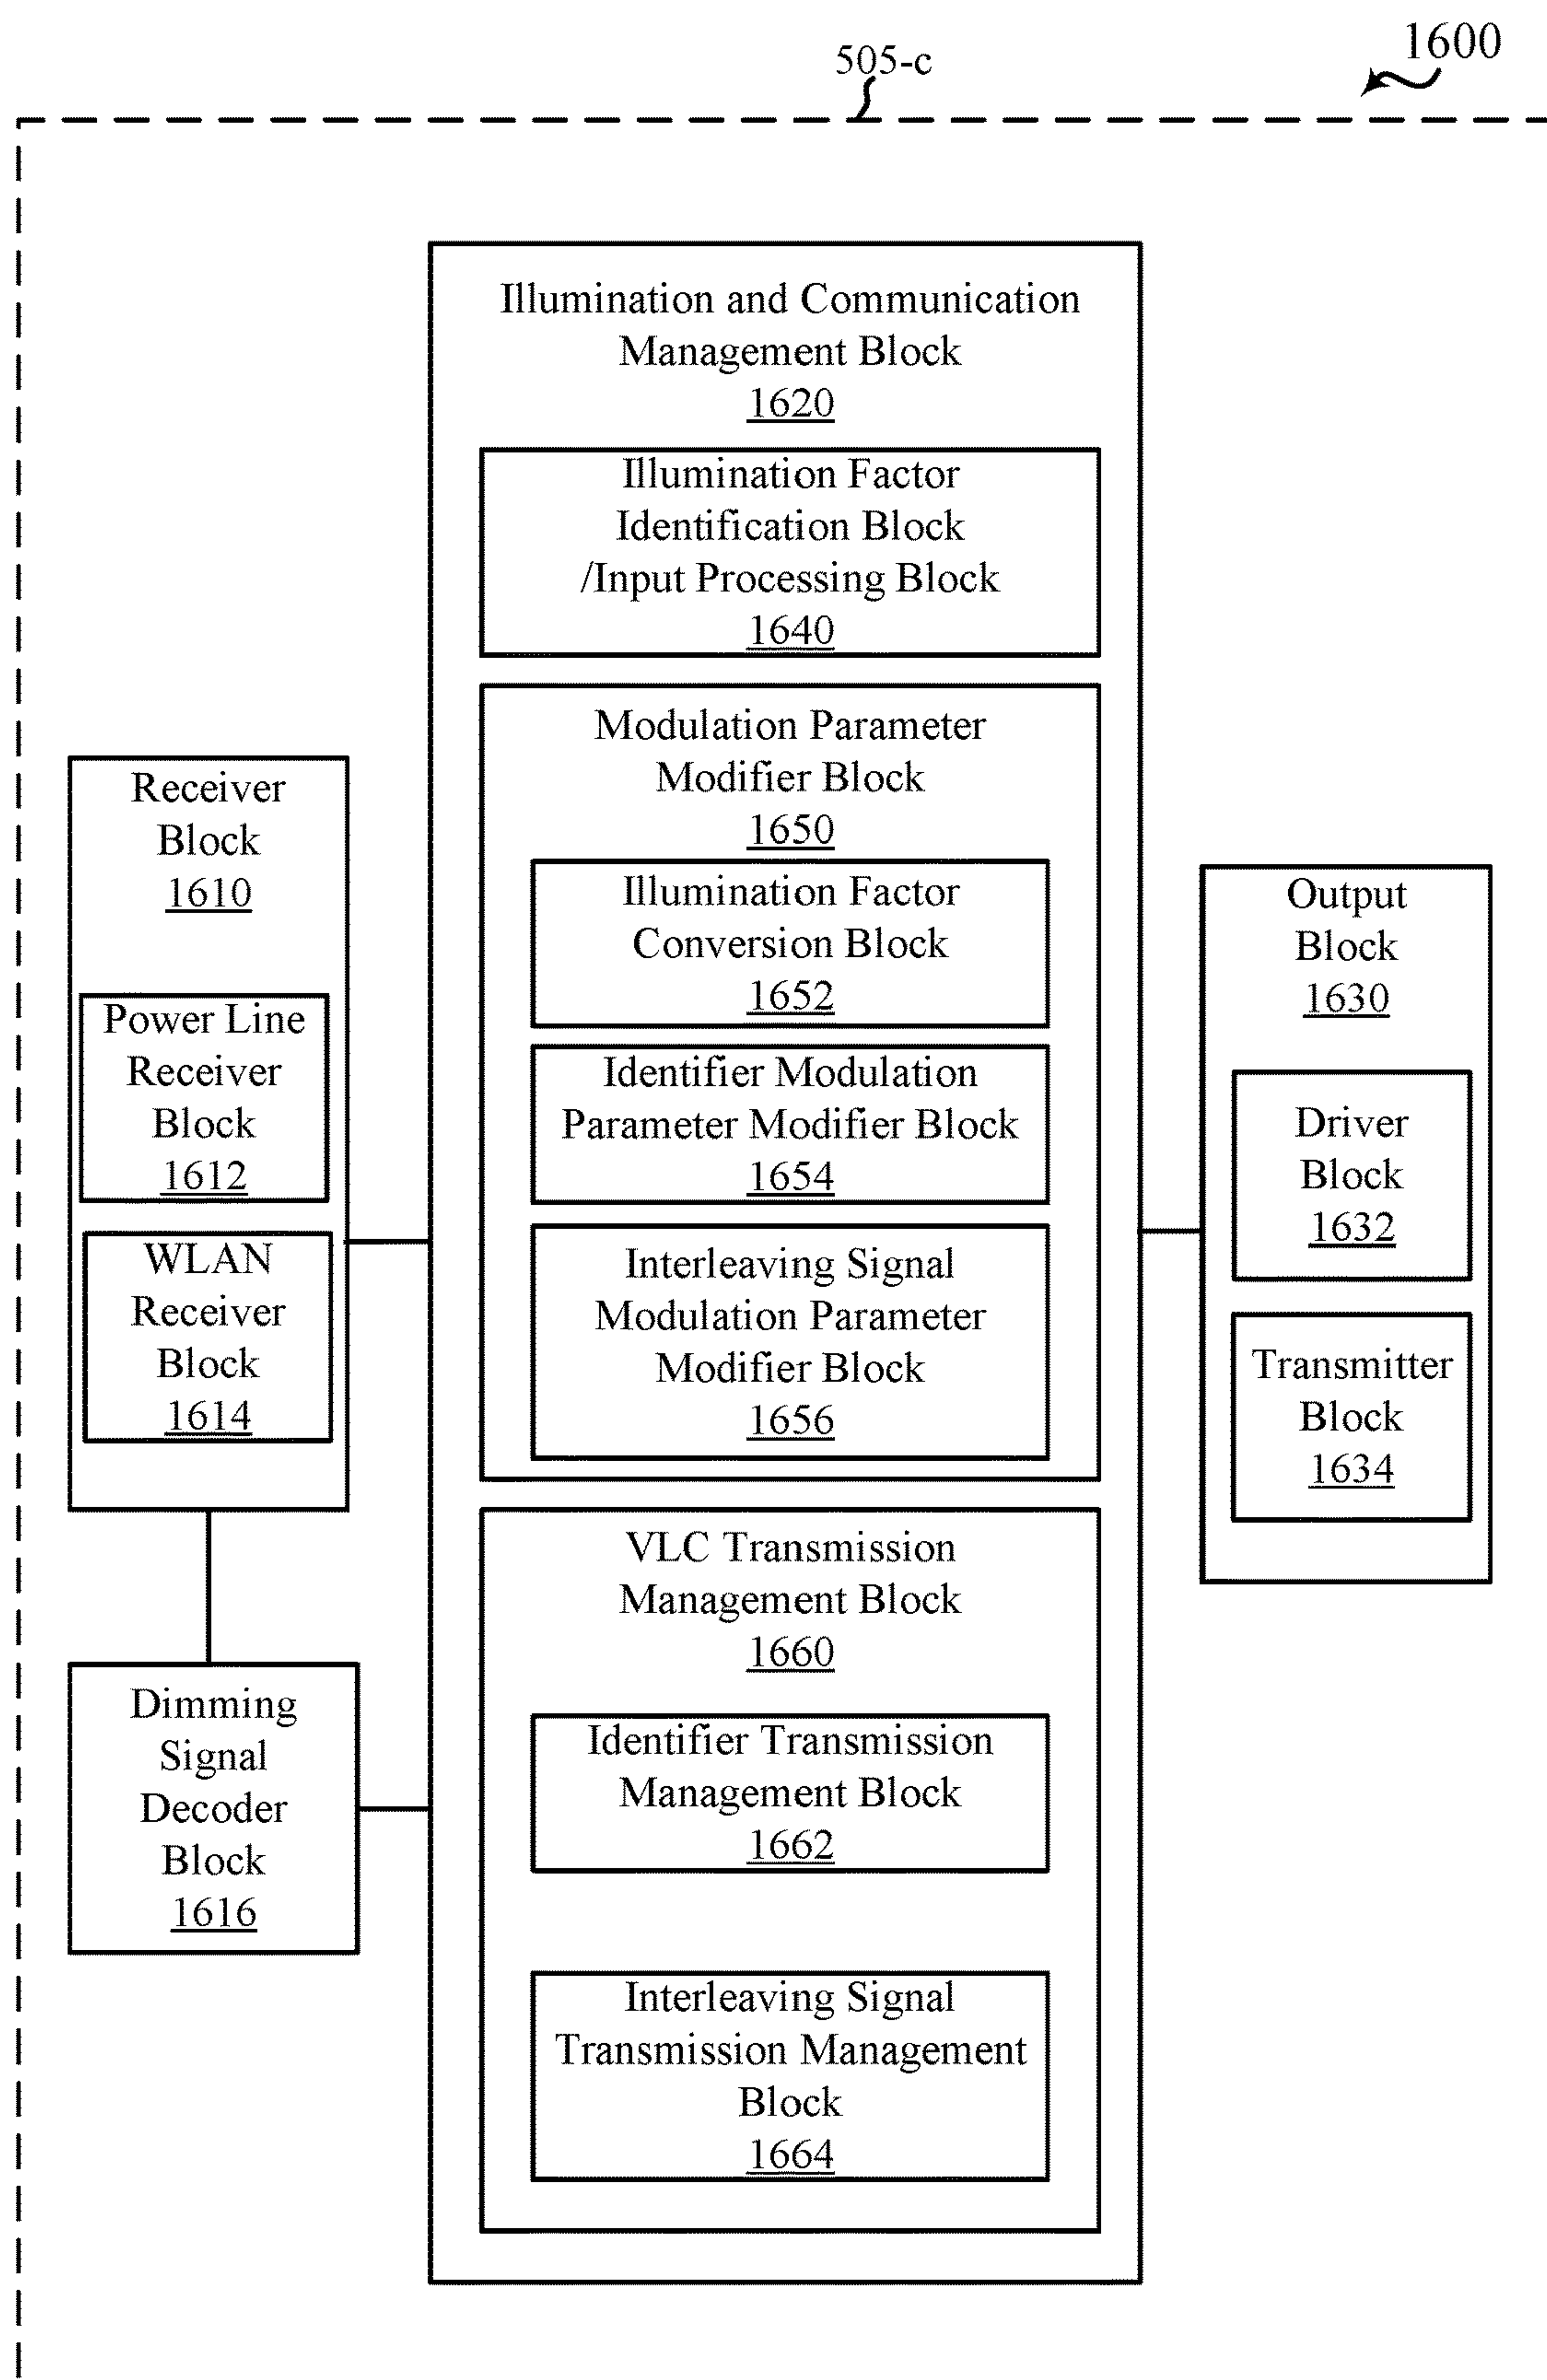 1600
505-c
Illumination and Communication
Management Block
1620
Illumination Factor
Identification Block
/Input Processing Block
1640
Modulation Parameter
Modifier Block
1650
Illumination Factor
Conversion Block
1652
Identifier Modulation
Parameter Modifier Block
1654
Interleaving Signal
Modulation Parameter
Modifier Block
1656
VLC Transmission
Management Block
1660
Identifier Transmission
Management Block
1662
Interleaving Signal
Transmission Management
Block
1664
Receiver
Block
1610
Power Line
Receiver
Block
1612
WLAN
Receiver
Block
1614
Dimming
Signal
Decoder
Block
1616
Output
Block
1630
Driver
Block
1632
Transmitter
Block
1634